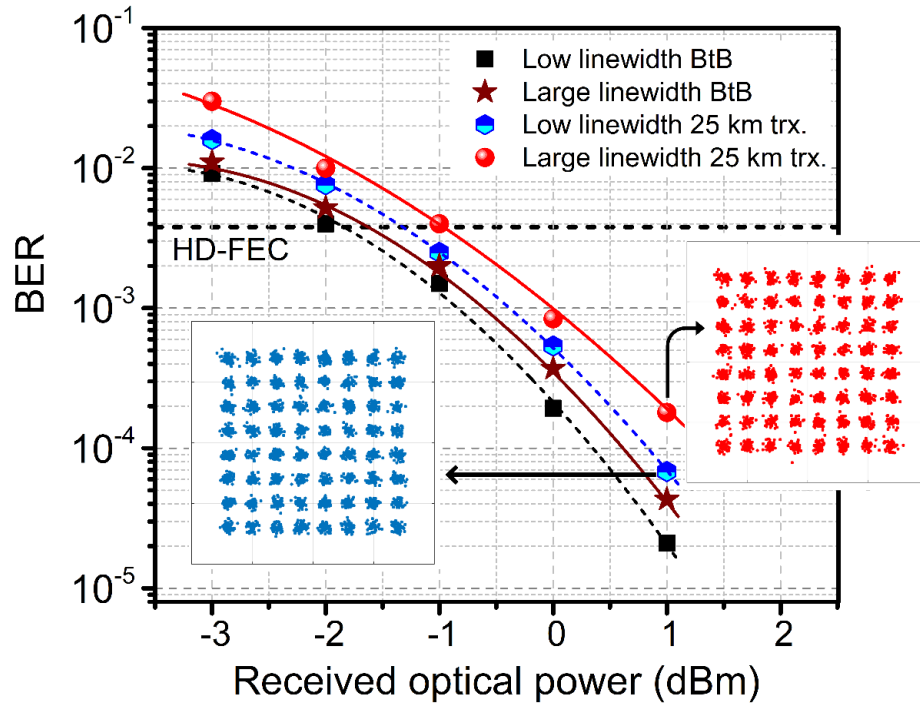 BER
10⁻¹
10⁻²
10⁻³
10⁻⁴
10⁻⁵
Low linewidth BtB
Large linewidth BtB
Low linewidth 25 km trx.
Large linewidth 25 km trx.
HD-FEC
-3 -2 -1 0 1 2
Received optical power (dBm)